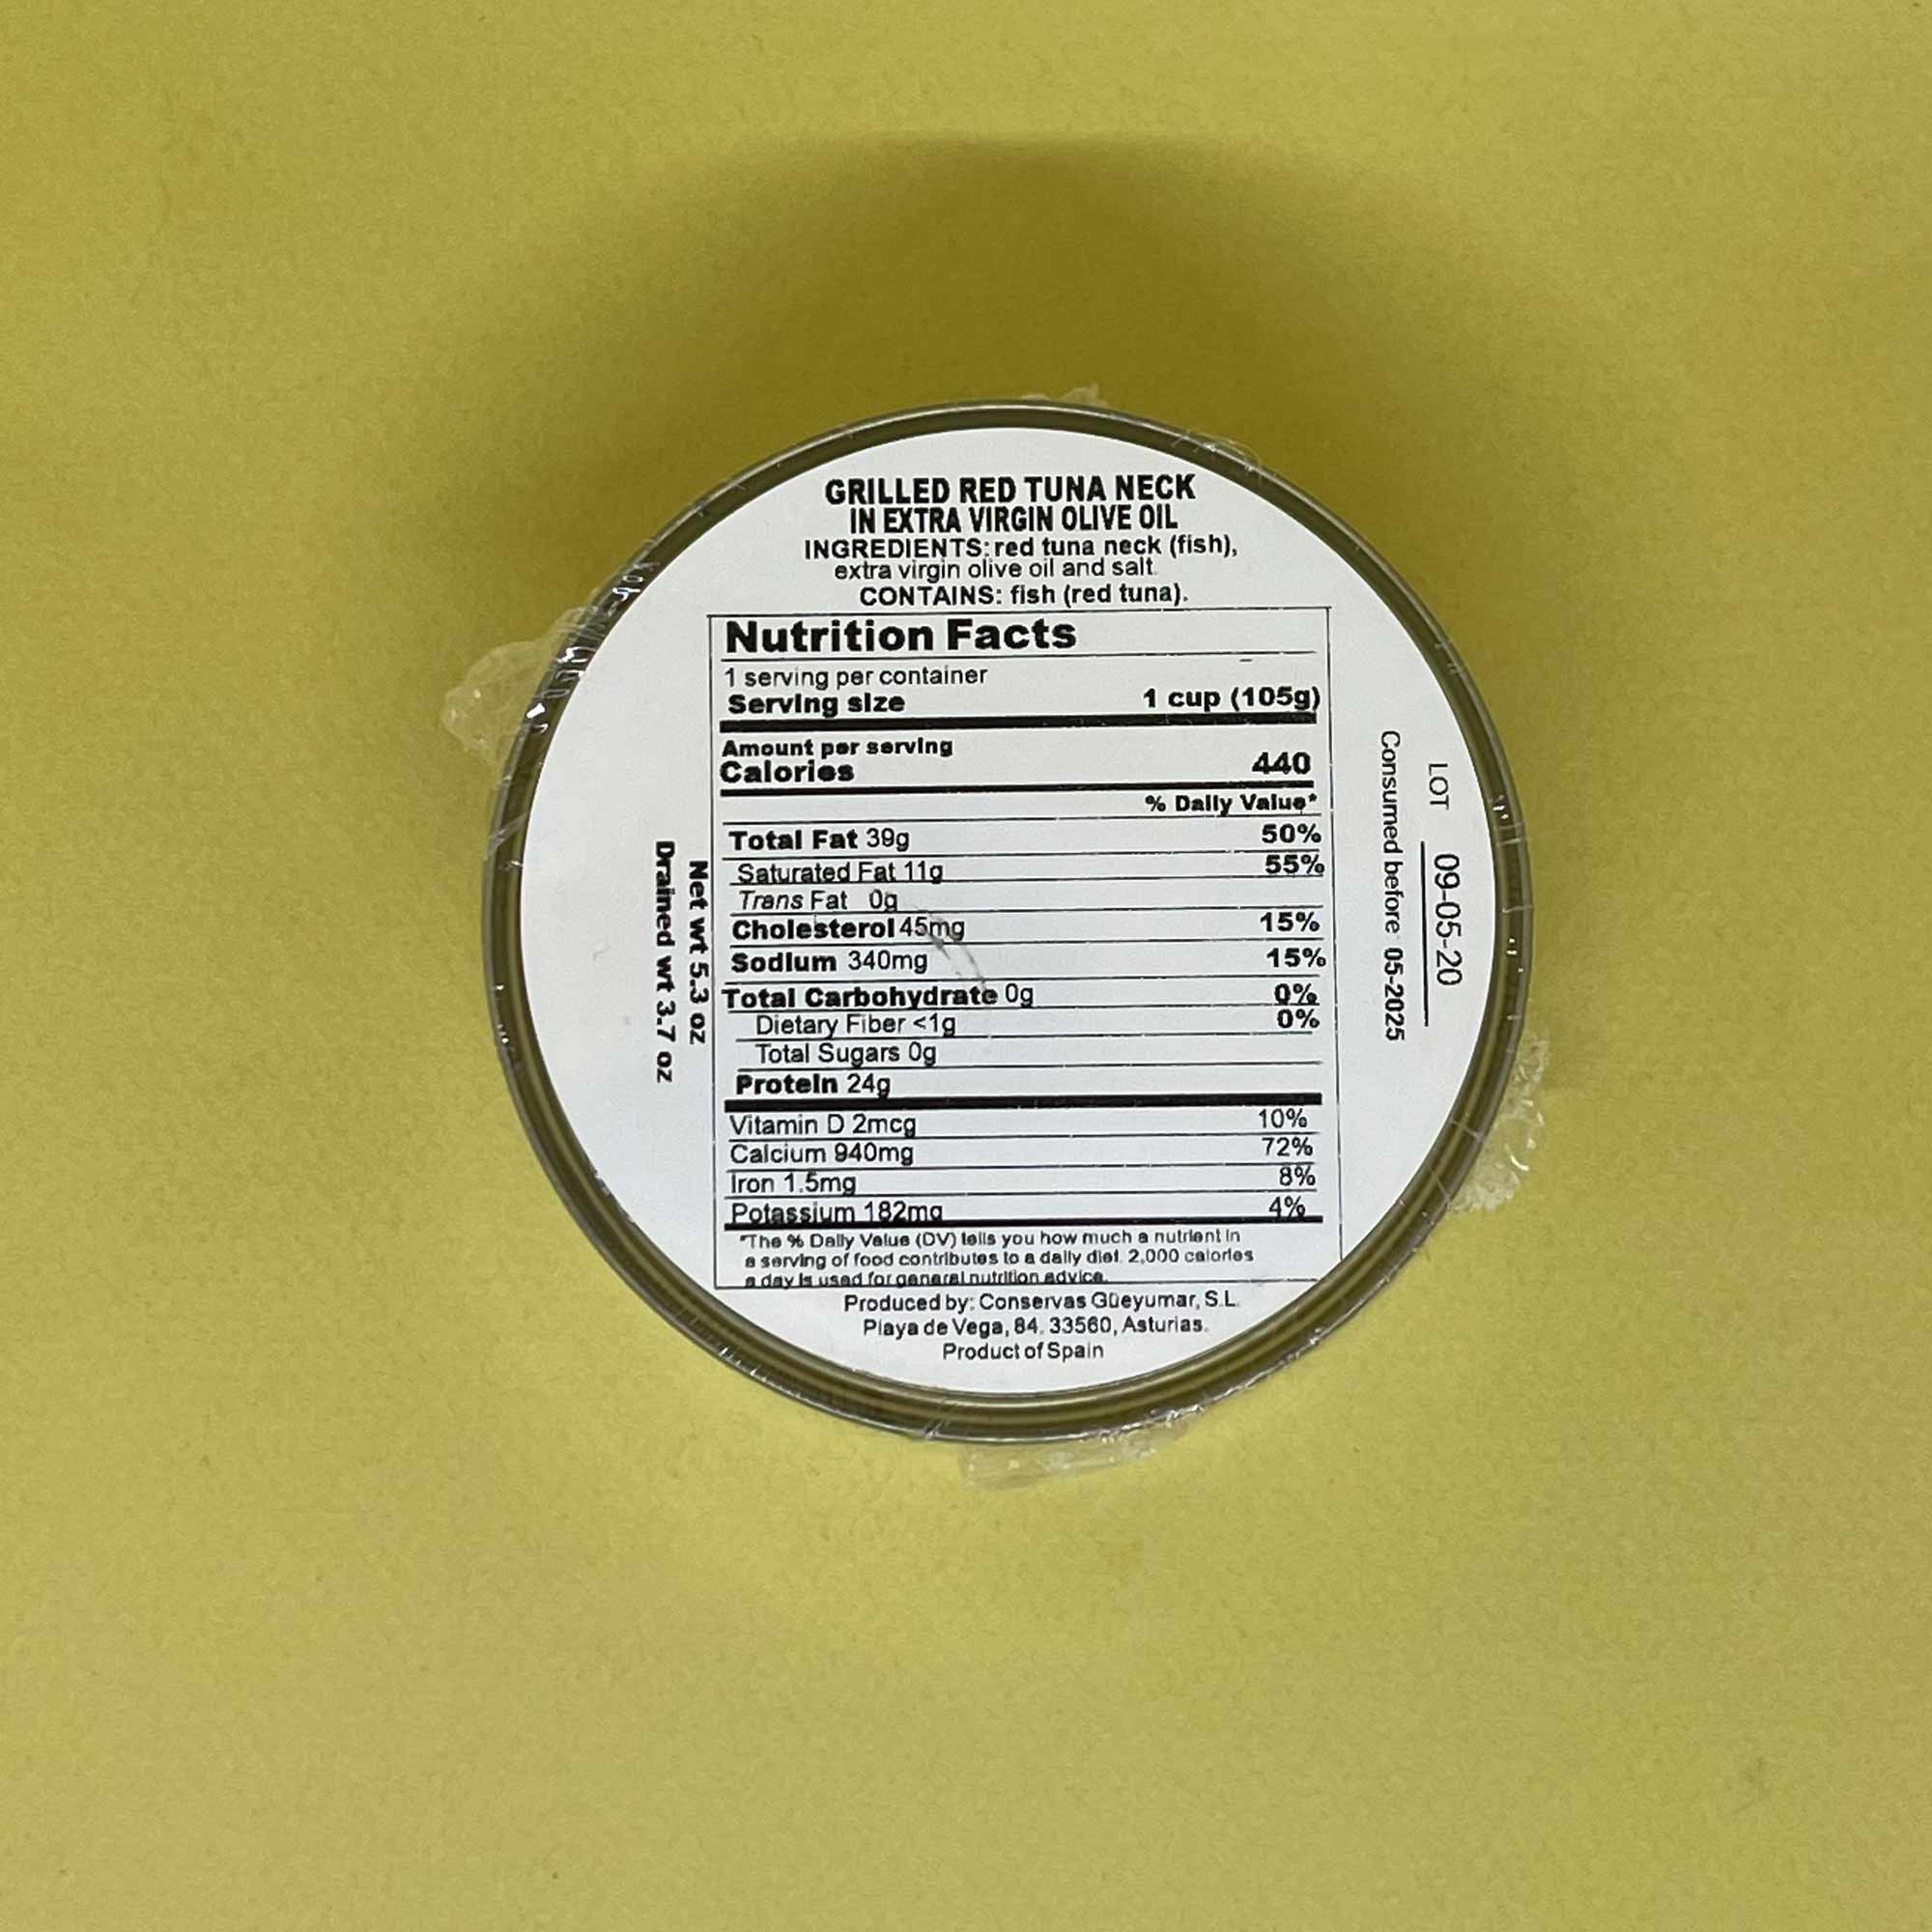 GRILLED RED TUNA NECK
IN EXTRA VIRGIN OLIVE OIL
INGREDIENTS: red tuna neck (fish),
extra virgin olive oil and salt.
CONTAINS: fish (red tuna).
Nutrition Facts
1 serving per container
Serving size 1 cup (105g)
Amount per serving
Calories 440
% Daily Value*
Total Fat 39g 50%
Saturated Fat 11g 55%
Trans Fat 0g
Cholesterol 45mg 15%
Sodium 340mg 15%
Total Carbohydrate 0g 0%
Dietary Fiber <1g 0%
Total Sugars 0g
Protein 24g
Vitamin D 2mcg 10%
Calcium 940mg 72%
Iron 1.5mg 8%
Potassium 182mg 4%
*The % Daily Value (DV) tells you how much a nutrient in
a serving of food contributes to a daily diet. 2,000 calories
a day is used for general nutrition advice.
Produced by: Conservas Güeyumar, S.L.
Playa de Vega, 84. 33560, Asturias.
Product of Spain
Net wt 5.3 oz
Drained wt 3.7 oz
LOT 09-05-20
Consumed before 05-2025